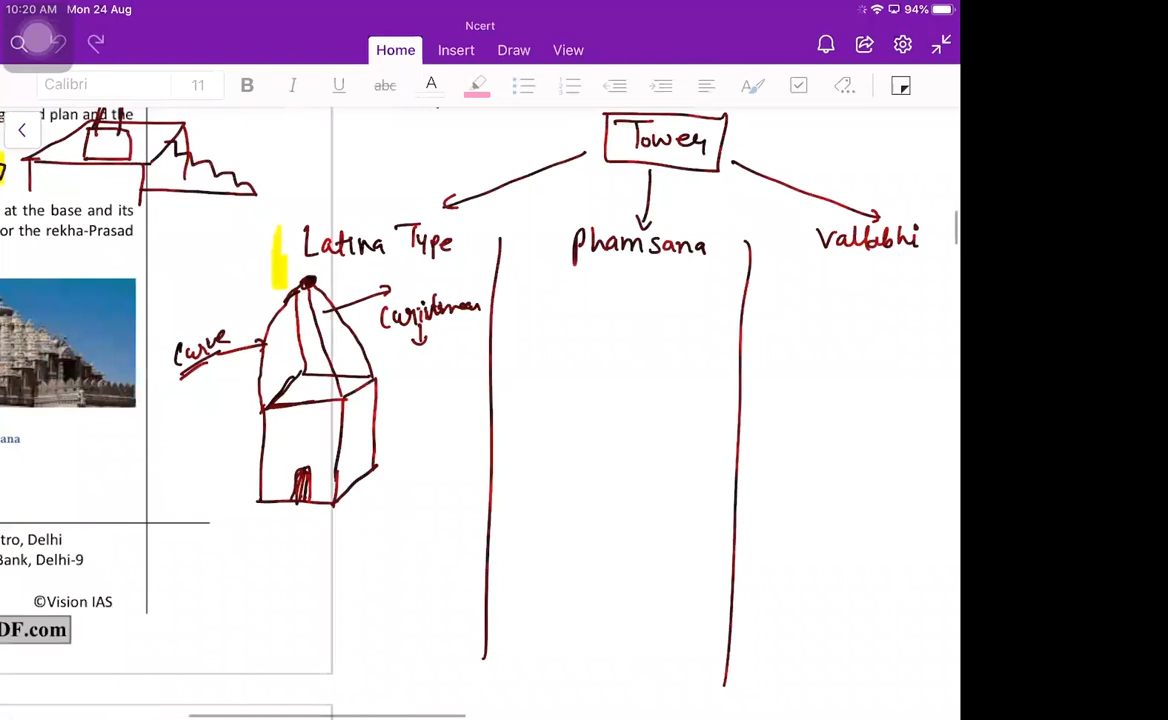 10:20 AM Mon 24 Aug
94%
Ncert
Home Insert Draw View
Calibri 11 B I U abc A
d plan and the
at the base and its
or the rekha-Prasad
ana
tro, Delhi
Bank, Delhi-9
©Vision IAS
DF.com
Tower
Latina Type
Phamsana
Vallabhi
Curve